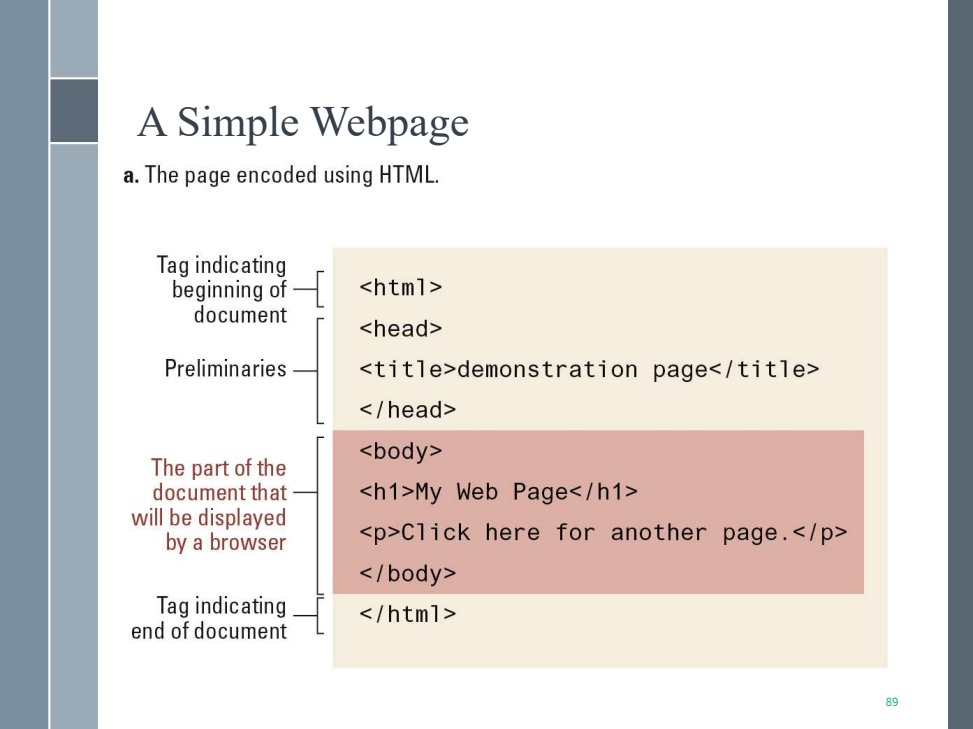 A Simple Webpage
a. The page encoded using HTML.
Tag indicating
beginning of
document
<html>
<head>
Preliminaries
<title>demonstration page</title>
</head>
The part of the
document that
will be displayed
by a browser
<body>
<h1>My Web Page</h1>
<p>Click here for another page.</p>
</body>
Tag indicating
end of document
</html>
89